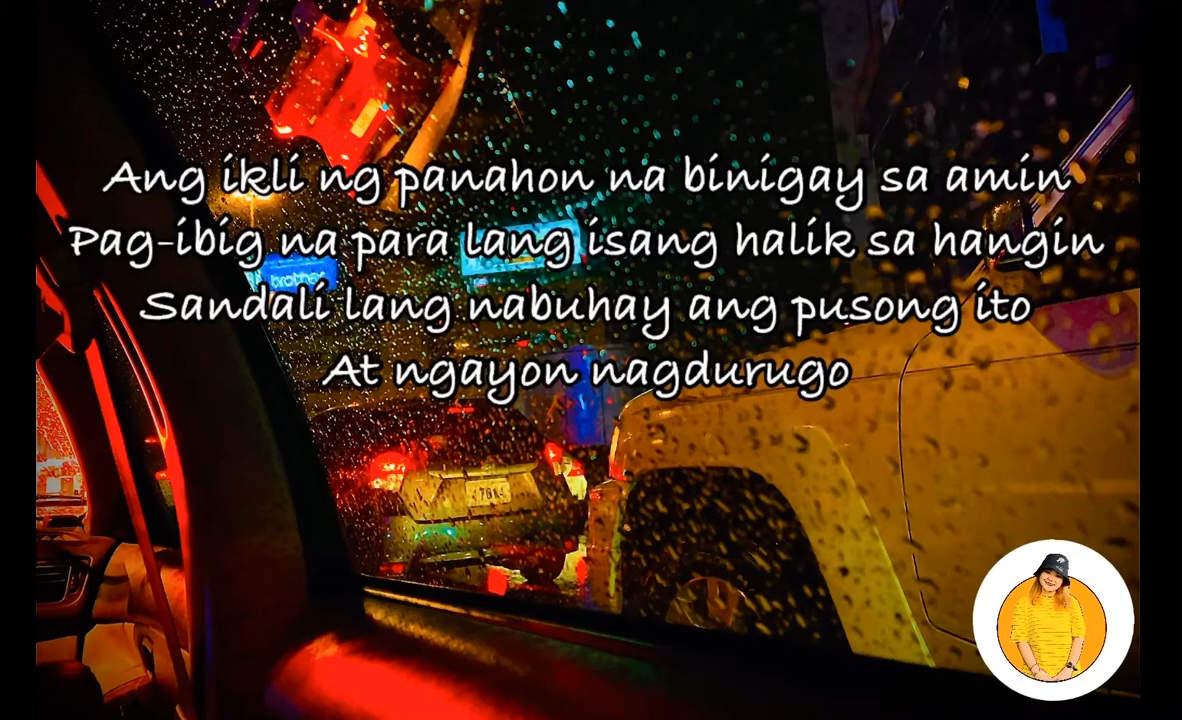 Ang ikli ng panahon na binigay sa amin
Pag-ibig na para lang isang halik sa hangin
Sandali lang nabuhay ang pusong ito
At ngayon nagdurugo
brother